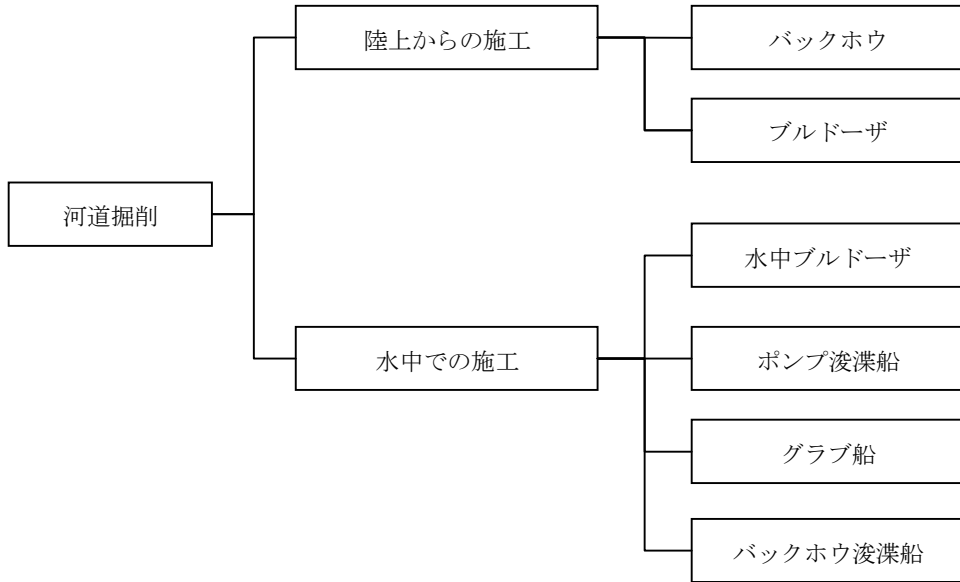 河道掘削
陸上からの施工
バックホウ
ブルドーザ
水中での施工
水中ブルドーザ
ポンプ浚渫船
グラブ船
バックホウ浚渫船